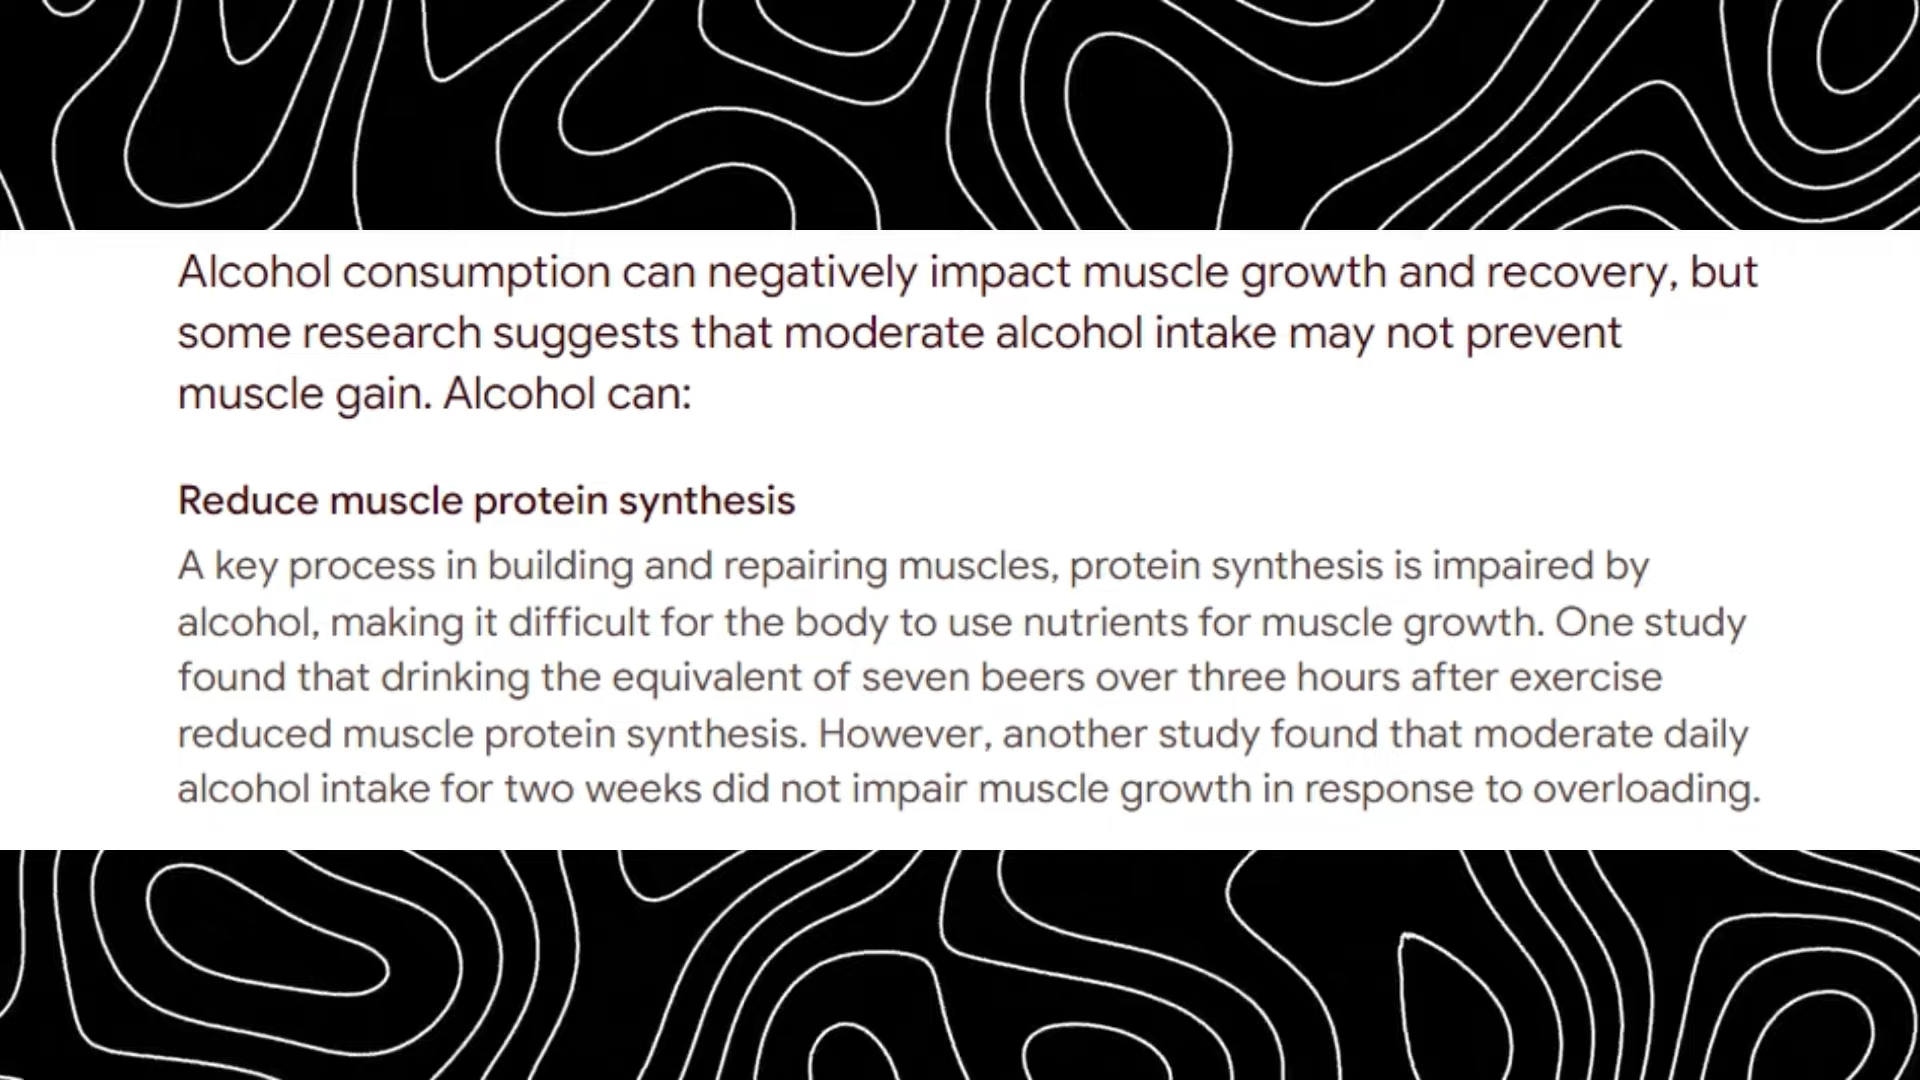 Alcohol consumption can negatively impact muscle growth and recovery, but
some research suggests that moderate alcohol intake may not prevent
muscle gain. Alcohol can:
Reduce muscle protein synthesis
A key process in building and repairing muscles, protein synthesis is impaired by
alcohol, making it difficult for the body to use nutrients for muscle growth. One study
found that drinking the equivalent of seven beers over three hours after exercise
reduced muscle protein synthesis. However, another study found that moderate daily
alcohol intake for two weeks did not impair muscle growth in response to overloading.